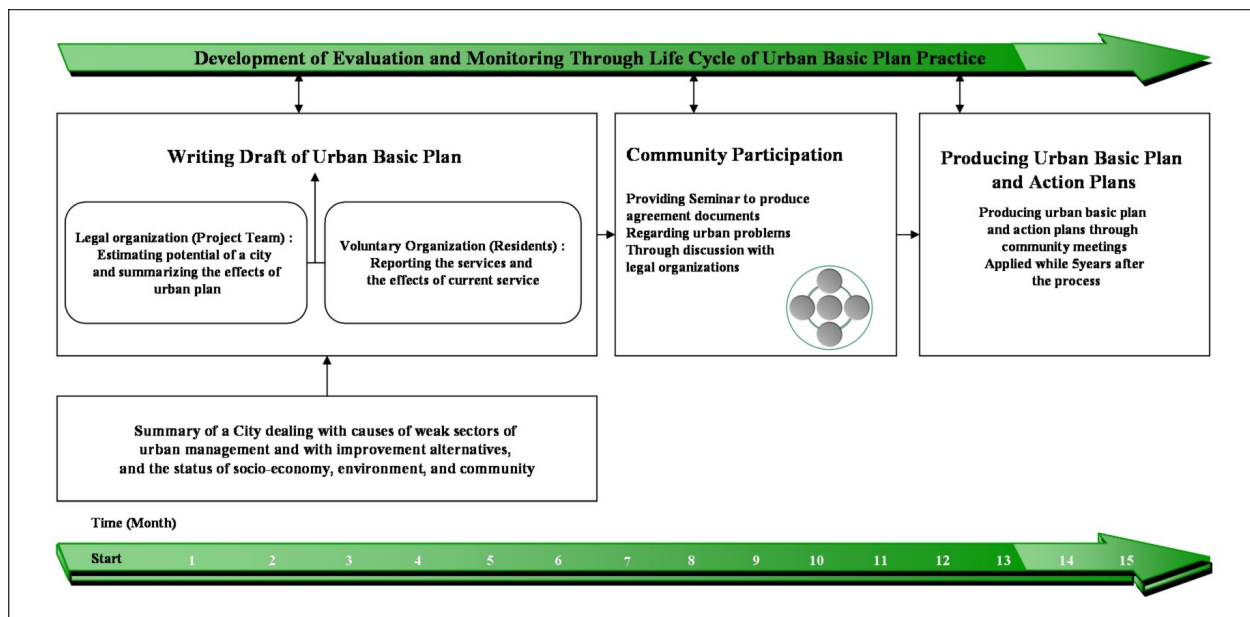 Development of Evaluation and Monitoring Through Life Cycle of Urban Basic Plan Practice
Writing Draft of Urban Basic Plan
Legal organization (Project Team) :
Estimating potential of a city
and summarizing the effects of
urban plan
Voluntary Organization (Residents) :
Reporting the services and
the effects of current service
Community Participation
Providing Seminar to produce
agreement documents
Regarding urban problems
Through discussion with
legal organizations
Producing Urban Basic Plan
and Action Plans
Producing urban basic plan
and action plans through
community meetings
Applied while 5years after
the process
Summary of a City dealing with causes of weak sectors of
urban management and with improvement alternatives,
and the status of socio-economy, environment, and community
Time (Month)
Start 1 2 3 4 5 6 7 8 9 10 11 12 13 14 15